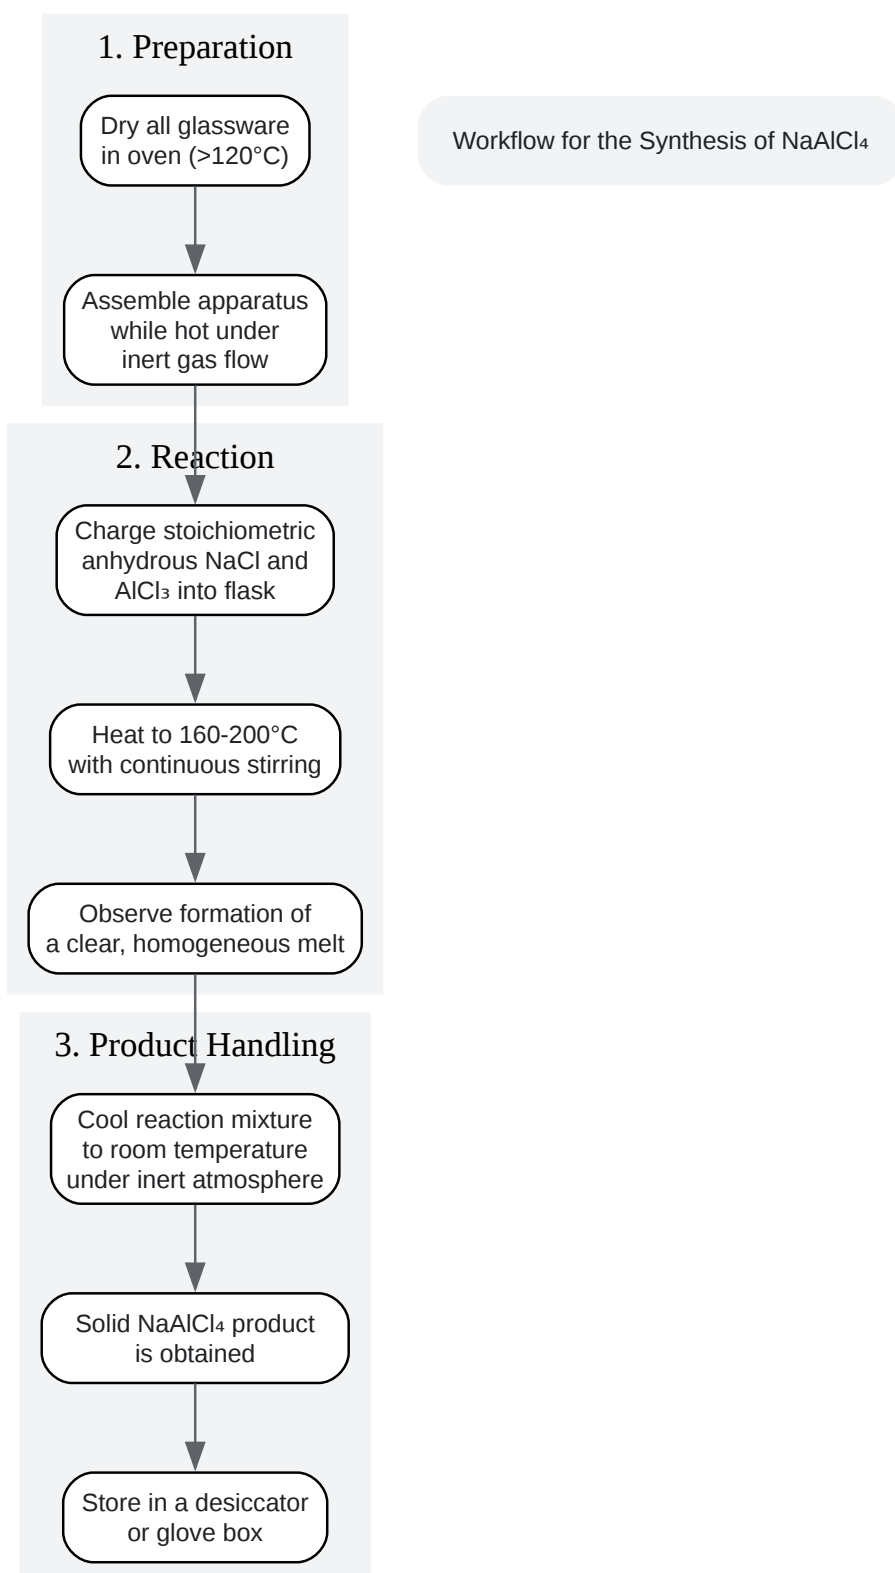 1. Preparation
Dry all glassware
in oven (>120°C)
Workflow for the Synthesis of NaAlCl₄
Assemble apparatus
while hot under
inert gas flow
2. Reaction
Charge stoichiometric
anhydrous NaCl and
AlCl₃ into flask
Heat to 160-200°C
with continuous stirring
Observe formation of
a clear, homogeneous melt
3. Product Handling
Cool reaction mixture
to room temperature
under inert atmosphere
Solid NaAlCl₄ product
is obtained
Store in a desiccator
or glove box